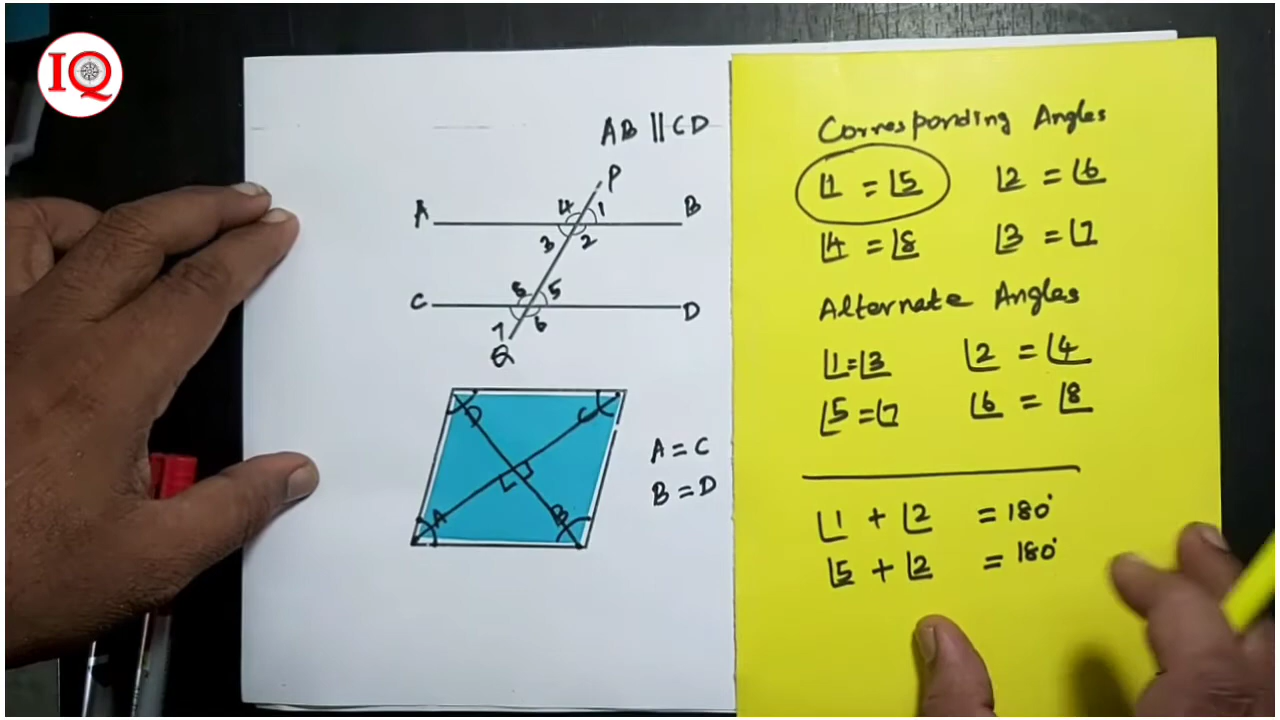 IQ
AB || CD
P
4 1
A B
3 2
8 5
C D
7 6
Q
D C
A B
A = C
B = D
Corresponding Angles
∠1 = ∠5 ∠2 = ∠6
∠4 = ∠8 ∠3 = ∠7
Alternate Angles
∠1 = ∠3 ∠2 = ∠4
∠5 = ∠7 ∠6 = ∠8
∠1 + ∠2 = 180°
∠5 + ∠2 = 180°